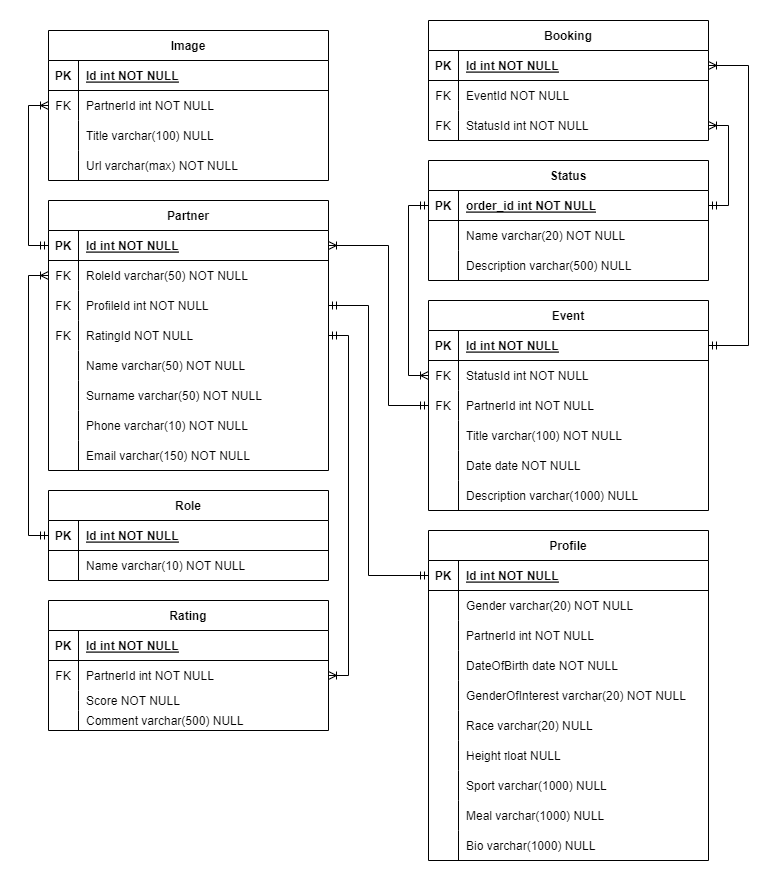 Image
PK Id int NOT NULL
FK PartnerId int NOT NULL
Title varchar(100) NULL
Url varchar(max) NOT NULL
Partner
PK Id int NOT NULL
FK RoleId varchar(50) NOT NULL
FK ProfileId int NOT NULL
FK RatingId NOT NULL
Name varchar(50) NOT NULL
Surname varchar(50) NOT NULL
Phone varchar(10) NOT NULL
Email varchar(150) NOT NULL
Role
PK Id int NOT NULL
Name varchar(10) NOT NULL
Rating
PK Id int NOT NULL
FK PartnerId int NOT NULL
Score NOT NULL
Comment varchar(500) NULL
Booking
PK Id int NOT NULL
FK EventId NOT NULL
FK StatusId int NOT NULL
Status
PK order_id int NOT NULL
Name varchar(20) NOT NULL
Description varchar(500) NULL
Event
PK Id int NOT NULL
FK StatusId int NOT NULL
FK PartnerId int NOT NULL
Title varchar(100) NOT NULL
Date date NOT NULL
Description varchar(1000) NULL
Profile
PK Id int NOT NULL
Gender varchar(20) NOT NULL
PartnerId int NOT NULL
DateOfBirth date NOT NULL
GenderOfInterest varchar(20) NOT NULL
Race varchar(20) NULL
Height float NULL
Sport varchar(1000) NULL
Meal varchar(1000) NULL
Bio varchar(1000) NULL